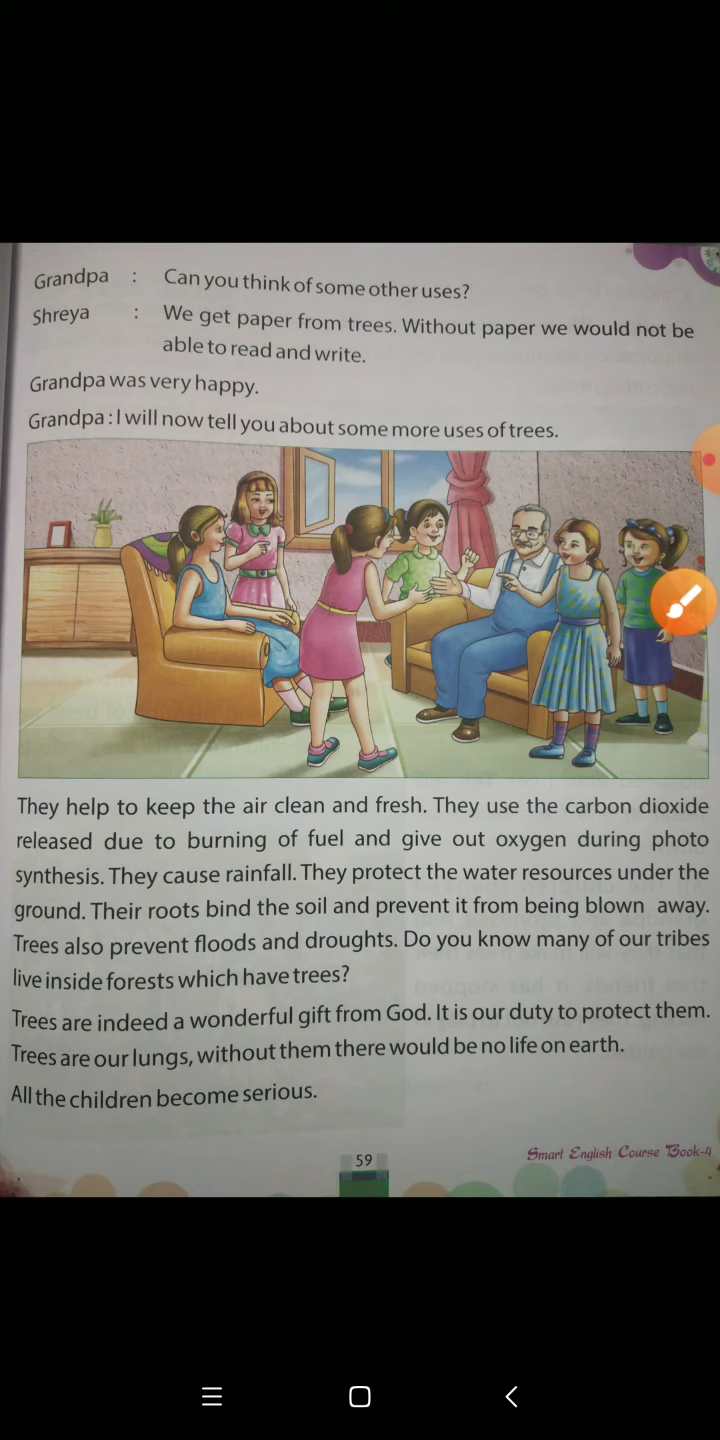 Grandpa : Can you think of some other uses?
Shreya : We get paper from trees. Without paper we would not be
able to read and write.
Grandpa was very happy.
Grandpa : I will now tell you about some more uses of trees.
They help to keep the air clean and fresh. They use the carbon dioxide
released due to burning of fuel and give out oxygen during photo
synthesis. They cause rainfall. They protect the water resources under the
ground. Their roots bind the soil and prevent it from being blown away.
Trees also prevent floods and droughts. Do you know many of our tribes
live inside forests which have trees?
Trees are indeed a wonderful gift from God. It is our duty to protect them.
Trees are our lungs, without them there would be no life on earth.
All the children become serious.
59
Smart English Course Book-4